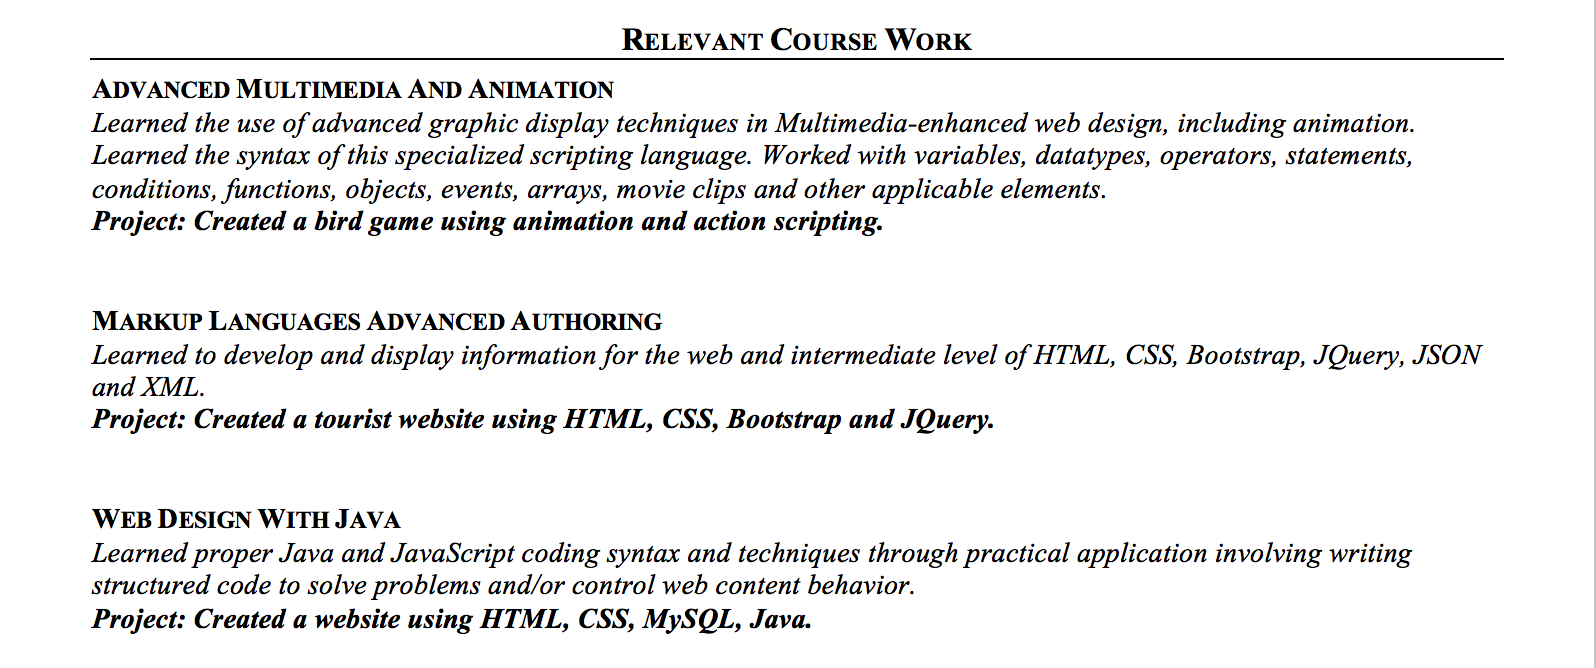 RELEVANT COURSE WORK
ADVANCED MULTIMEDIA AND ANIMATION
Learned the use of advanced graphic display techniques in Multimedia-enhanced web design, including animation.
Learned the syntax of this specialized scripting language. Worked with variables, datatypes, operators, statements,
conditions, functions, objects, events, arrays, movie clips and other applicable elements.
Project: Created a bird game using animation and action scripting.
MARKUP LANGUAGES ADVANCED AUTHORING
Learned to develop and display information for the web and intermediate level of HTML, CSS, Bootstrap, JQuery, JSON
and XML.
Project: Created a tourist website using HTML, CSS, Bootstrap and JQuery.
WEB DESIGN WITH JAVA
Learned proper Java and JavaScript coding syntax and techniques through practical application involving writing
structured code to solve problems and/or control web content behavior.
Project: Created a website using HTML, CSS, MySQL, Java.